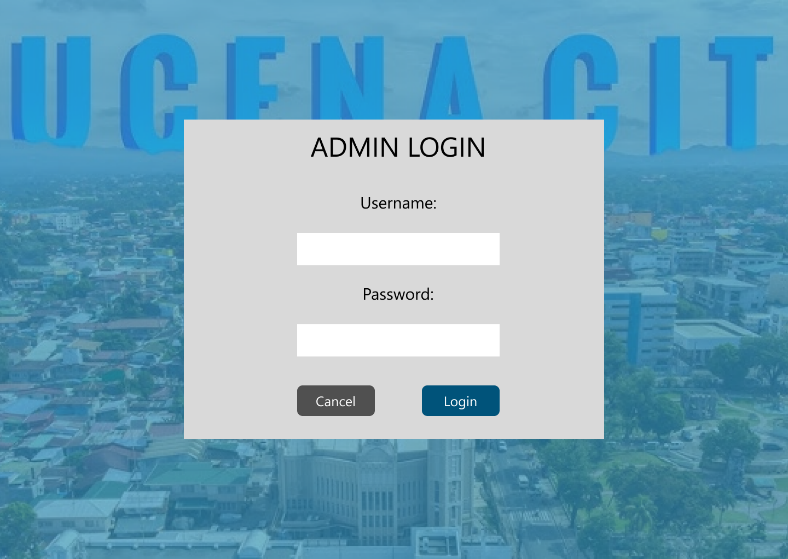 UCENA CIT
ADMIN LOGIN
Username:
Password:
Cancel
Login